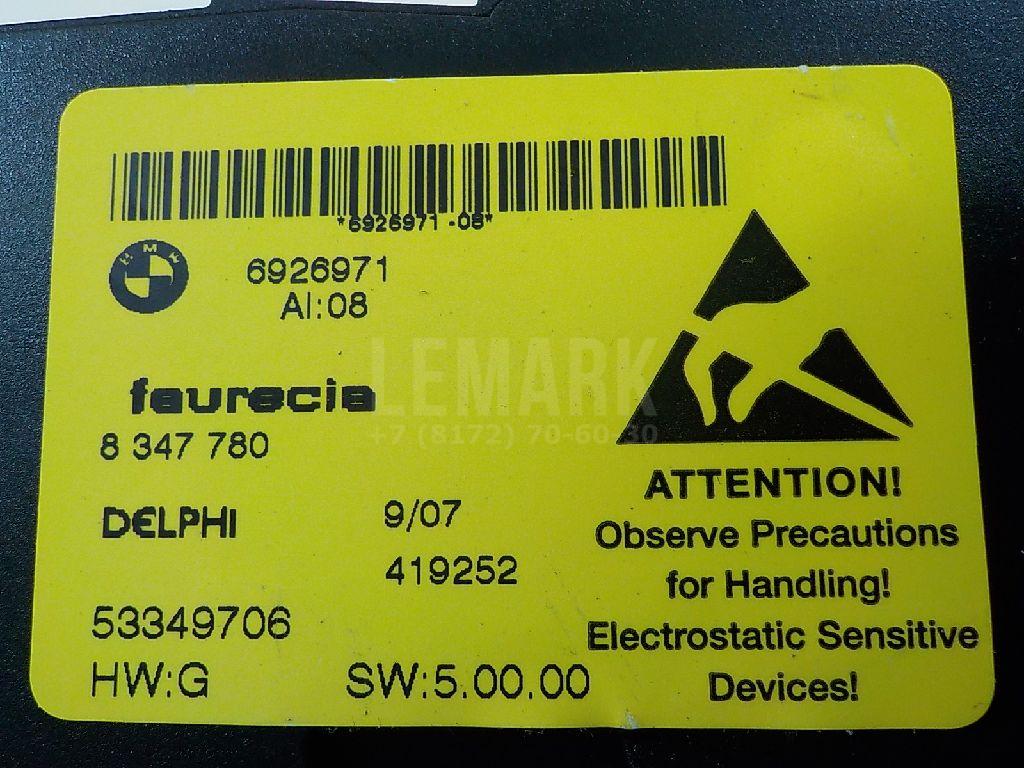 *6926971-08*
BMW
6926971
AI:08
faurecia
8 347 780
DELPHI
9/07
419252
53349706
HW:G
SW:5.00.00
ATTENTION!
Observe Precautions
for Handling!
Electrostatic Sensitive
Devices!
LEMARK
+7 (8172) 70-60-30